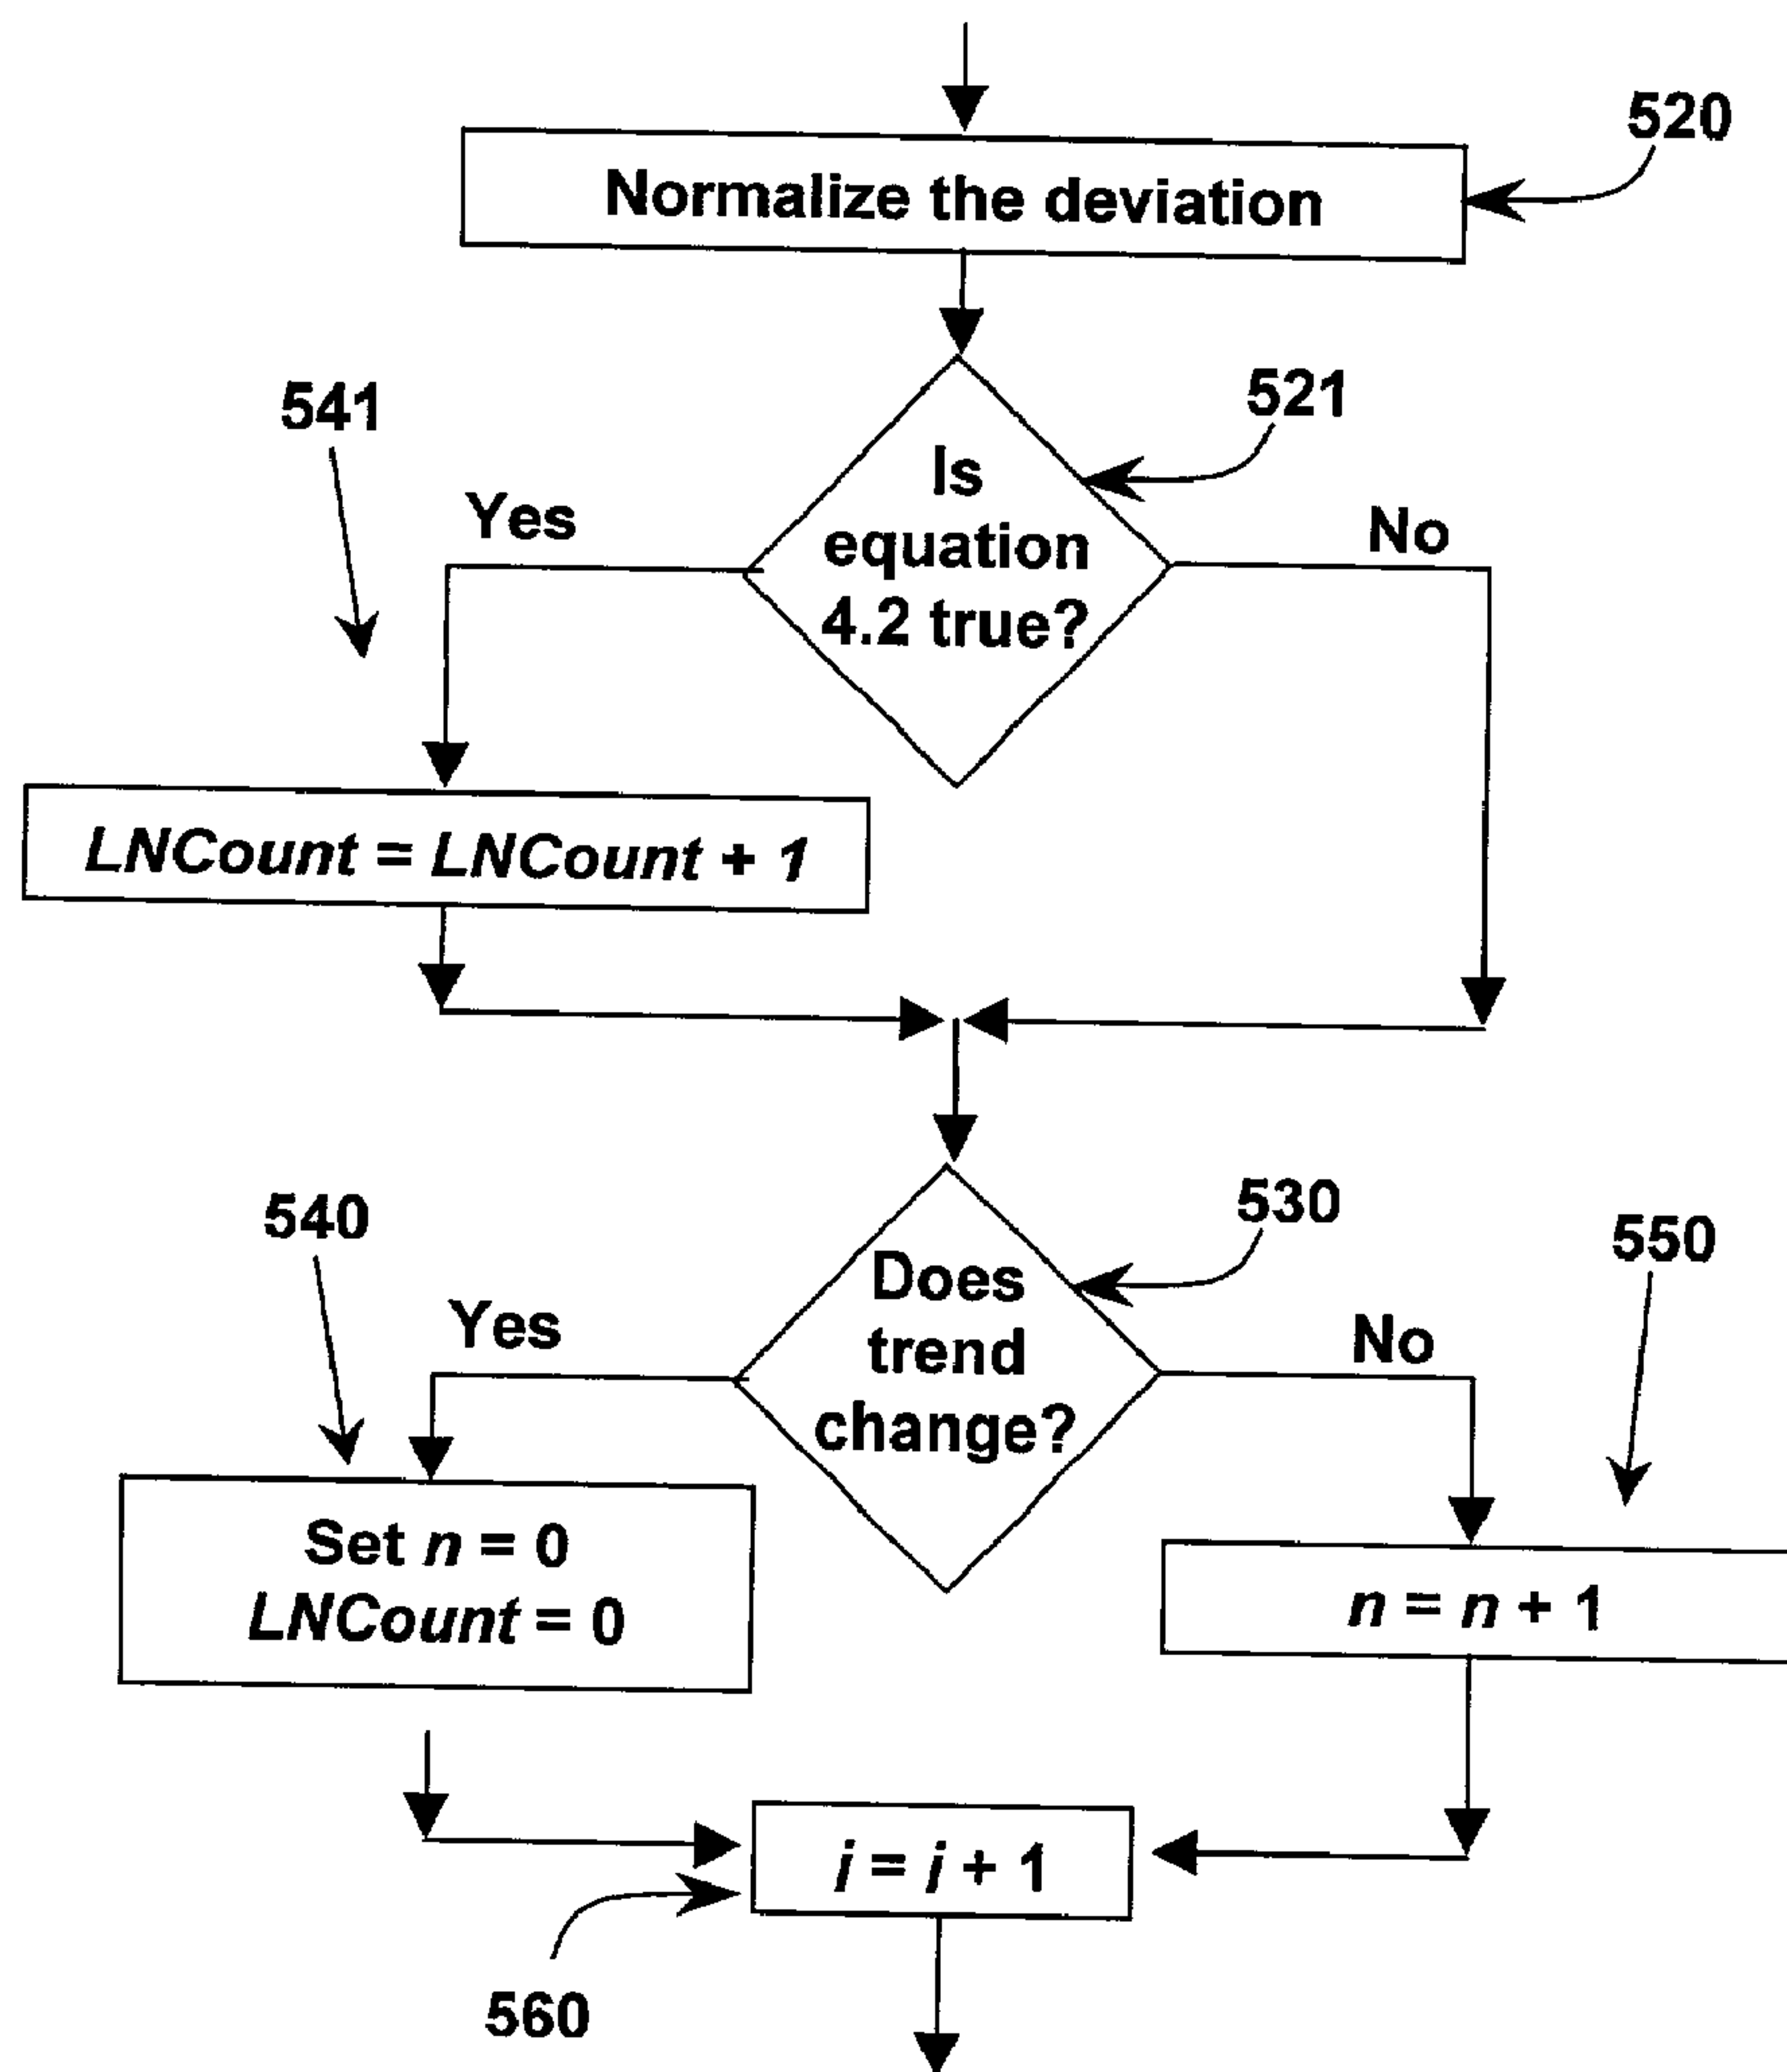 520
Normalize the deviation
521
541
Is
equation
4.2 true?
Yes
No
LNCount = LNCount + 1
530
540
550
Does
trend
change?
Yes
No
Set n = 0
LNCount = 0
n = n + 1
i = i + 1
560